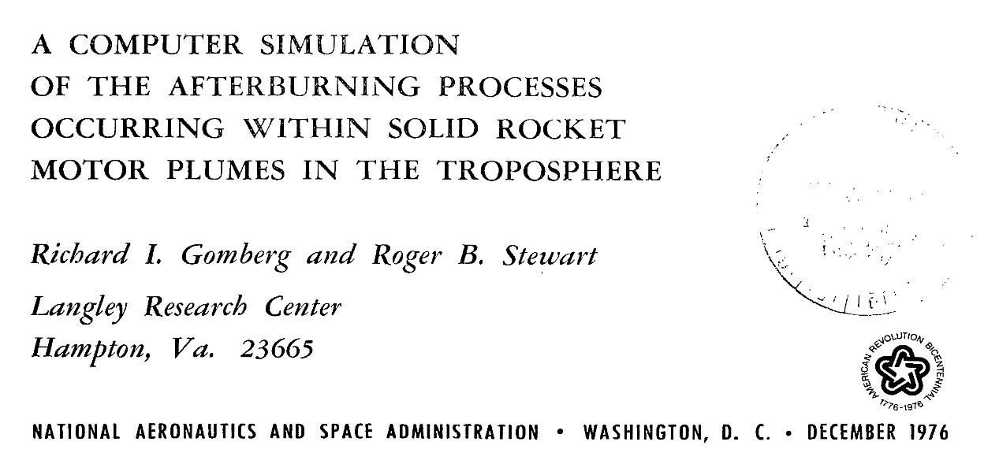 A COMPUTER SIMULATION
OF THE AFTERBURNING PROCESSES
OCCURRING WITHIN SOLID ROCKET
MOTOR PLUMES IN THE TROPOSPHERE
Richard I. Gomberg and Roger B. Stewart
Langley Research Center
Hampton, Va. 23665
AMERICAN REVOLUTION BICENTENNIAL
1776-1976
NATIONAL AERONAUTICS AND SPACE ADMINISTRATION • WASHINGTON, D. C. • DECEMBER 1976